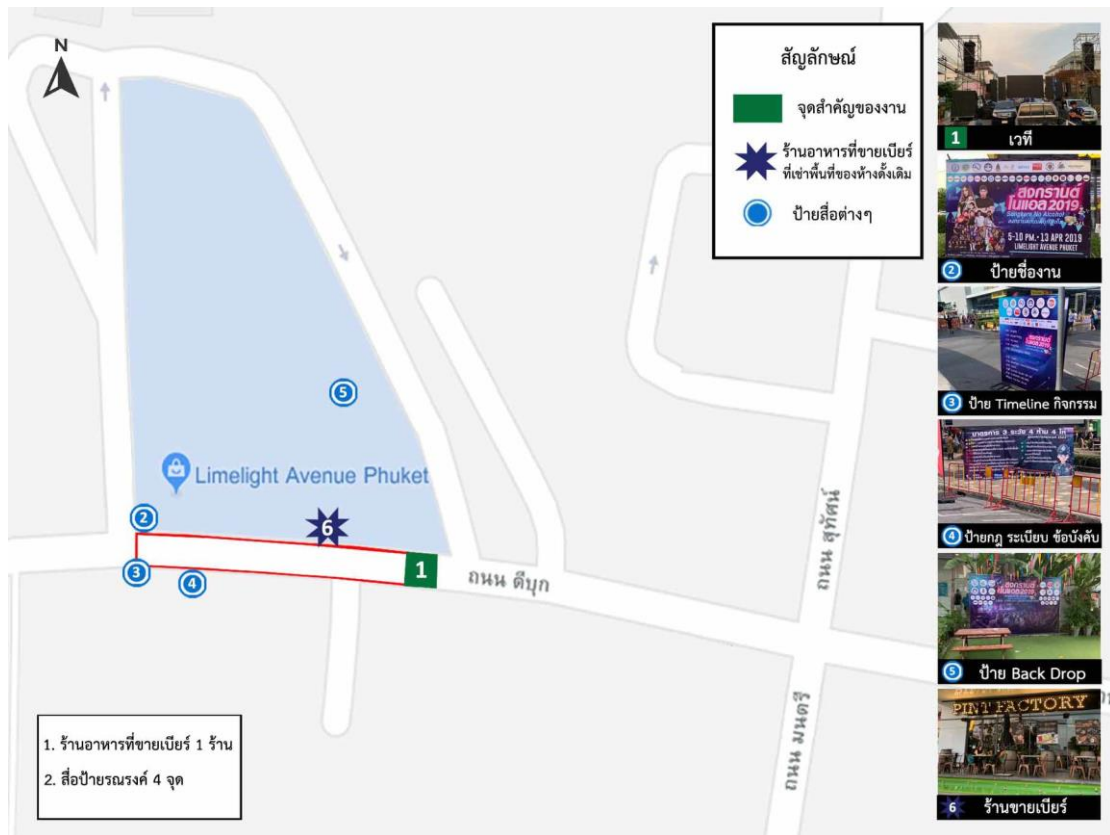 N
สัญลักษณ์
จุดสำคัญของงาน
ร้านอาหารที่ขายเบียร์
ที่เช่าพื้นที่ของห้างดั้งเดิม
ป้ายสื่อต่างๆ
1
เวที
สงกรานต์
โนแอล 2019
Songkran No Alcohol
5-10 PM. - 13 APR 2019
LIMELIGHT AVENUE PHUKET
2 ป้ายชื่องาน
3 ป้าย Timeline กิจกรรม
4 ป้ายกฎ ระเบียบ ข้อบังคับ
5 ป้าย Back Drop
PINT FACTORY
6 ร้านขายเบียร์
5
Limelight Avenue Phuket
2
6
3
4
1
ถนน ดีบุก
ถนน สุทัศน์
ถนน มนตรี
1. ร้านอาหารที่ขายเบียร์ 1 ร้าน
2. สื่อป้ายรณรงค์ 4 จุด